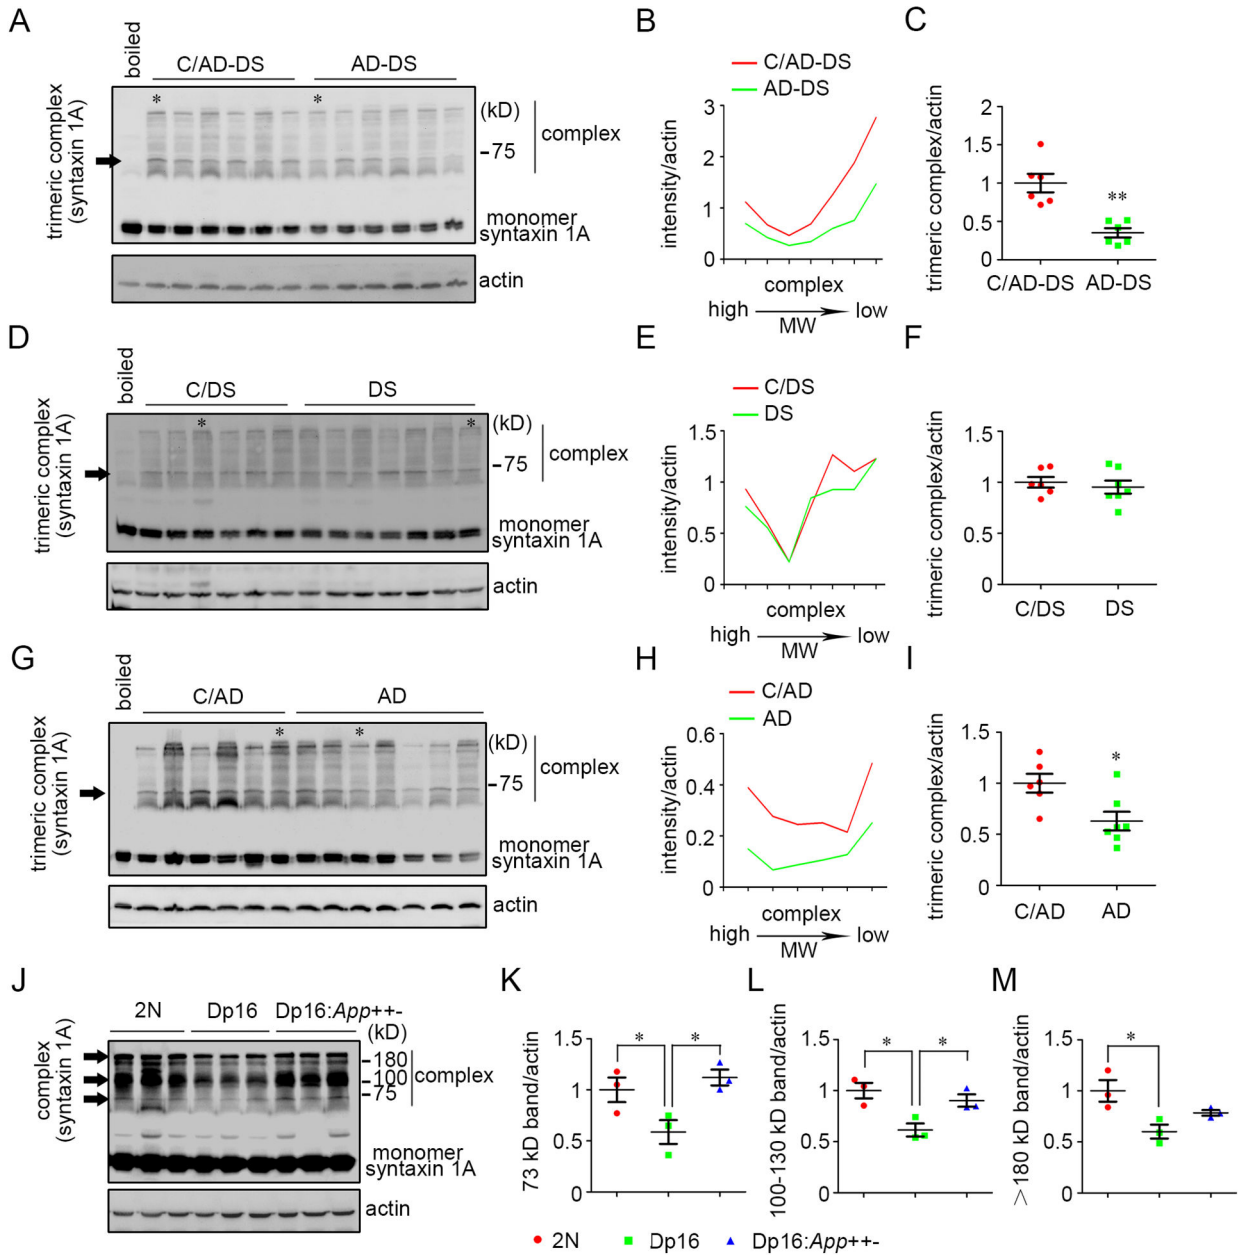 A
boiled
C/AD-DS
AD-DS
*
*
(kD)
-75
complex
trimeric complex
(syntaxin 1A)
monomer
syntaxin 1A
actin
B
C/AD-DS
AD-DS
intensity/actin
3
2
1
0
complex
high
low
MW
C
trimeric complex/actin
2
1.5
1
0.5
0
**
C/AD-DS
AD-DS
D
boiled
C/DS
DS
*
*
(kD)
-75
complex
trimeric complex
(syntaxin 1A)
monomer
syntaxin 1A
actin
E
C/DS
DS
intensity/actin
1.5
1
0.5
0
complex
high
low
MW
F
trimeric complex/actin
1.5
1
0.5
0
C/DS
DS
G
boiled
C/AD
AD
*
*
(kD)
-75
complex
trimeric complex
(syntaxin 1A)
monomer
syntaxin 1A
actin
H
C/AD
AD
intensity/actin
0.6
0.4
0.2
0
complex
high
low
MW
I
trimeric complex/actin
1.5
1
0.5
0
*
C/AD
AD
J
2N
Dp16
Dp16:App++-
(kD)
-180
-100
-75
complex
complex
(syntaxin 1A)
monomer
syntaxin 1A
actin
K
73 kD band/actin
1.5
1
0.5
0
*
*
L
100-130 kD band/actin
1.5
1
0.5
0
*
*
M
>180 kD band/actin
1.5
1
0.5
0
*
2N
Dp16
Dp16:App++-